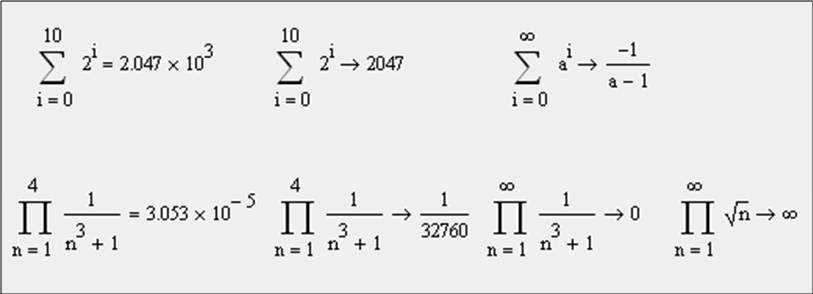 ∑_{i = 0}^{10} 2^i = 2.047 × 10^3    ∑_{i = 0}^{10} 2^i → 2047    ∑_{i = 0}^{∞} a^i → −1/(a − 1)
∏_{n = 1}^{4} 1/(n^3 + 1) = 3.053 × 10^{− 5}    ∏_{n = 1}^{4} 1/(n^3 + 1) → 1/32760    ∏_{n = 1}^{∞} 1/(n^3 + 1) → 0    ∏_{n = 1}^{∞} √n → ∞